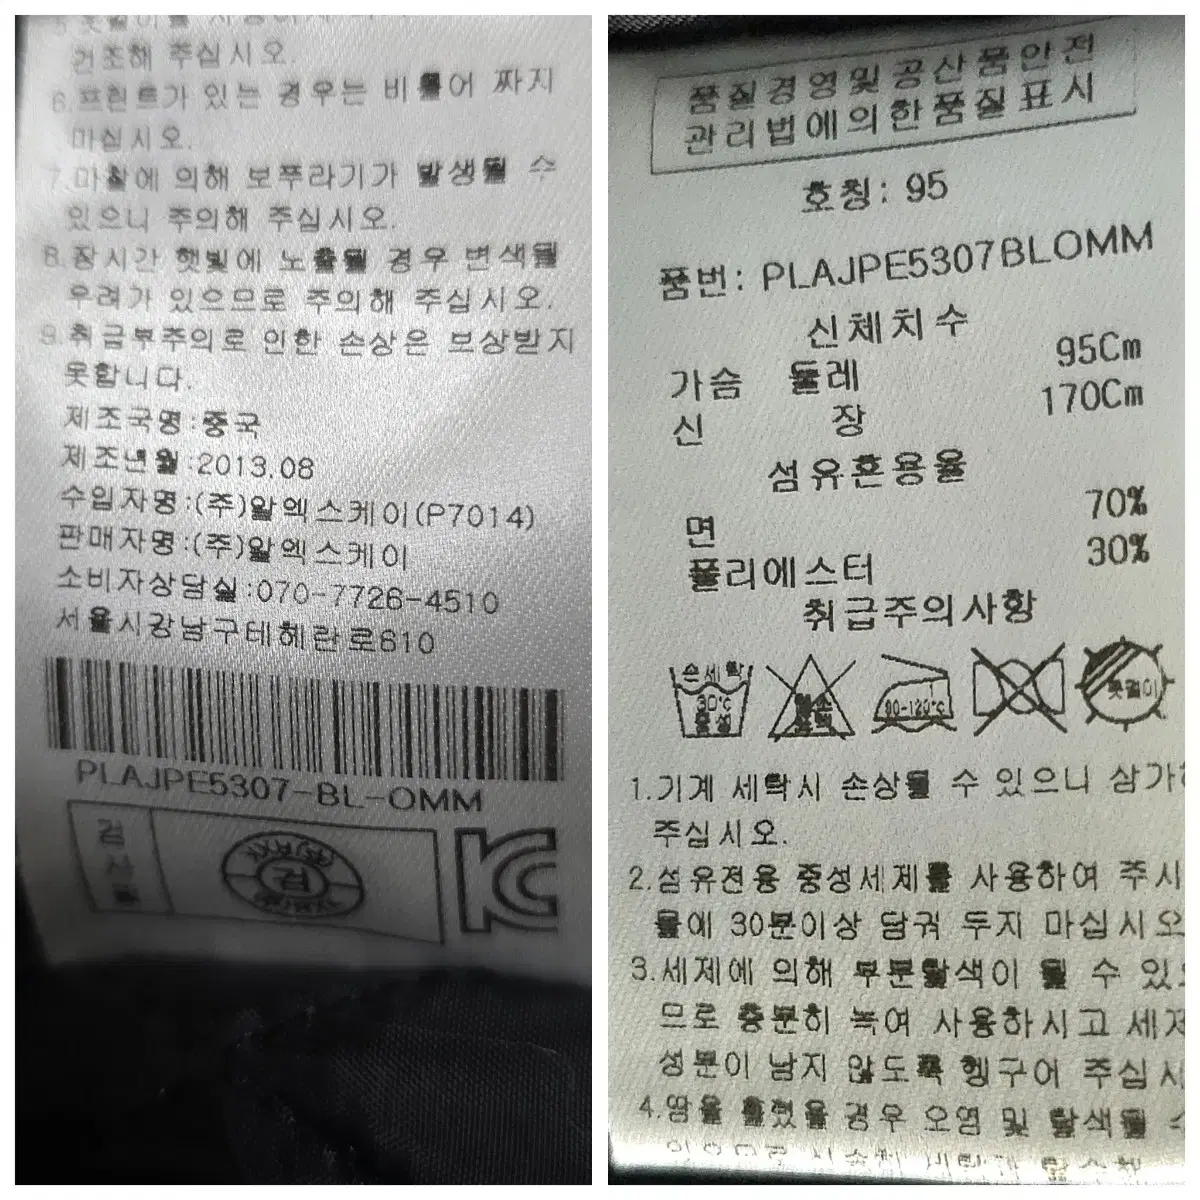 건조해 주십시오.
6.프린트가 있는 경우는 비틀어 짜지
마십시오.
7.마찰에 의해 보푸라기가 발생될 수
있으니 주의해 주십시오.
8.장시간 햇빛에 노출될 경우 변색될
우려가 있으므로 주의해 주십시오.
9.취급부주의로 인한 손상은 보상받지
못합니다.
제조국명:중국
제조년월:2013.08
수입자명:(주)알엑스케이(P7014)
판매자명:(주)알엑스케이
소비자상담실:070-7726-4510
서울시강남구테헤란로610
PLAJPE5307-BL-OMM
검사필
검
품질경영및공산품안전
관리법에의한품질표시
호칭: 95
품번: PLAJPE5307BLOMM
신체치수
가슴 둘레 95Cm
신 장 170Cm
섬유혼용율
면 70%
폴리에스터 30%
취급주의사항
손세탁
30℃
중성
염소
표백
80-120℃
옷걸이
1.기계 세탁시 손상될 수 있으니 삼가
주십시오.
2.섬유전용 중성세제를 사용하여 주시
물에 30분이상 담궈 두지 마십시오
3.세제에 의해 부분탈색이 될 수 있
므로 충분히 녹여 사용하시고 세제
성분이 남지 않도록 헹구어 주십시
4.땀을 흘렸을 경우 오염 및 탈색될 수